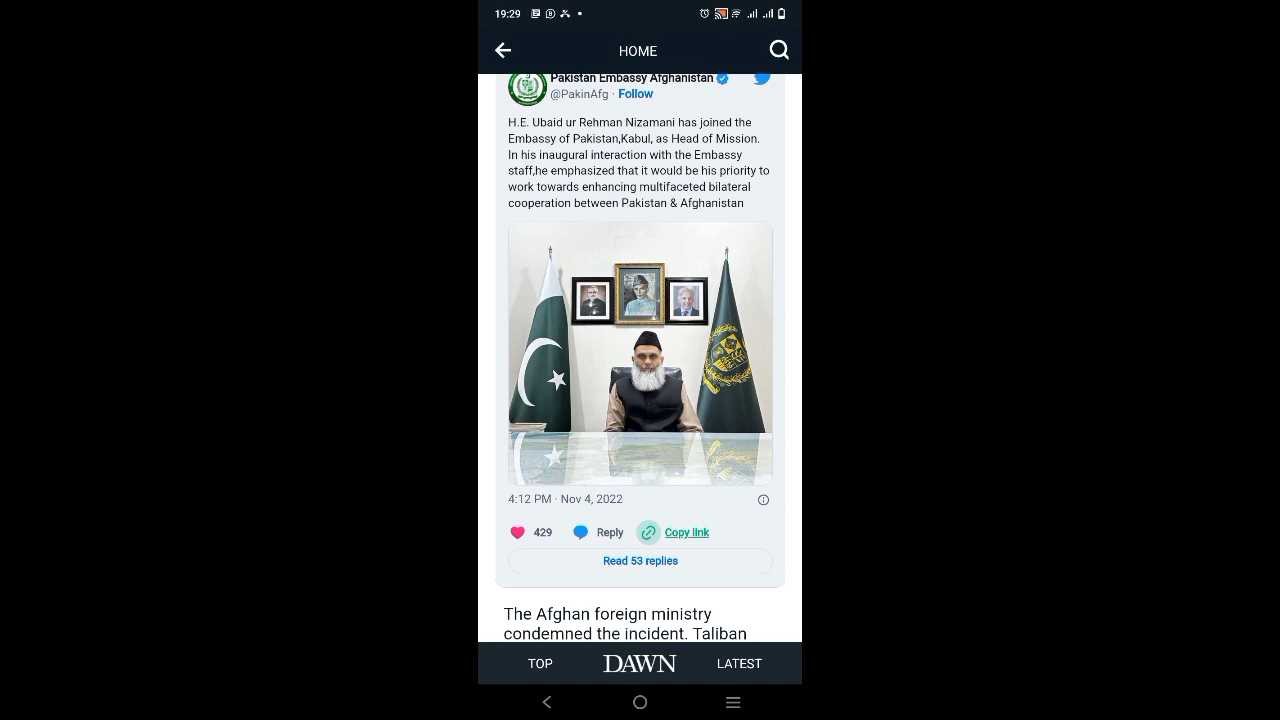 19:29
HOME
Pakistan Embassy Afghanistan
@PakinAfg · Follow
H.E. Ubaid ur Rehman Nizamani has joined the
Embassy of Pakistan,Kabul, as Head of Mission.
In his inaugural interaction with the Embassy
staff,he emphasized that it would be his priority to
work towards enhancing multifaceted bilateral
cooperation between Pakistan & Afghanistan
4:12 PM · Nov 4, 2022
429 Reply Copy link
Read 53 replies
The Afghan foreign ministry
condemned the incident. Taliban
TOP DAWN LATEST